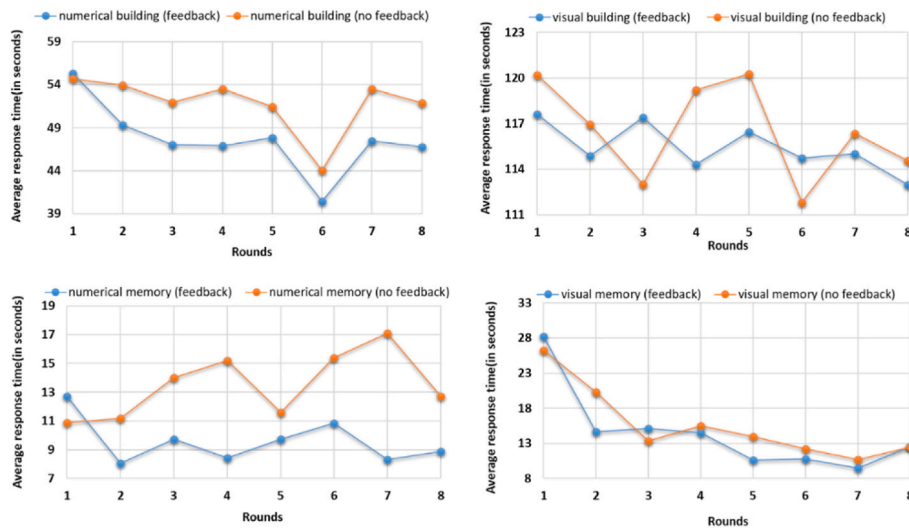 numerical building (feedback) numerical building (no feedback)
Average response time(in seconds)
59
54
49
44
39
1 2 3 4 5 6 7 8
Rounds
visual building (feedback) visual building (no feedback)
Average response time(in seconds)
123
120
117
114
111
1 2 3 4 5 6 7 8
Rounds
numerical memory (feedback) numerical memory (no feedback)
Average response time(in seconds)
19
17
15
13
11
9
7
1 2 3 4 5 6 7 8
Rounds
visual memory (feedback) visual memory (no feedback)
Average response time(in seconds)
33
28
23
18
13
8
1 2 3 4 5 6 7 8
Rounds